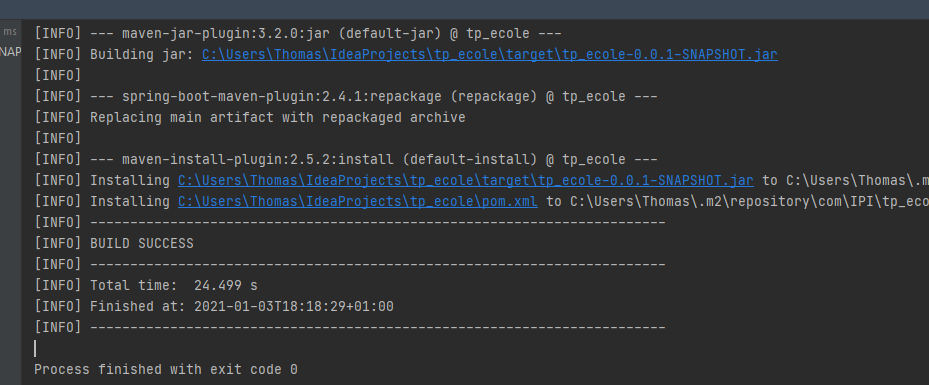 ms
SNAP
[INFO] --- maven-jar-plugin:3.2.0:jar (default-jar) @ tp_ecole ---
[INFO] Building jar: C:\Users\Thomas\IdeaProjects\tp_ecole\target\tp_ecole-0.0.1-SNAPSHOT.jar
[INFO]
[INFO] --- spring-boot-maven-plugin:2.4.1:repackage (repackage) @ tp_ecole ---
[INFO] Replacing main artifact with repackaged archive
[INFO]
[INFO] --- maven-install-plugin:2.5.2:install (default-install) @ tp_ecole ---
[INFO] Installing C:\Users\Thomas\IdeaProjects\tp_ecole\target\tp_ecole-0.0.1-SNAPSHOT.jar to C:\Users\Thomas\.m
[INFO] Installing C:\Users\Thomas\IdeaProjects\tp_ecole\pom.xml to C:\Users\Thomas\.m2\repository\com\IPI\tp_eco
[INFO] ------------------------------------------------------------------------
[INFO] BUILD SUCCESS
[INFO] ------------------------------------------------------------------------
[INFO] Total time:  24.499 s
[INFO] Finished at: 2021-01-03T18:18:29+01:00
[INFO] ------------------------------------------------------------------------
Process finished with exit code 0